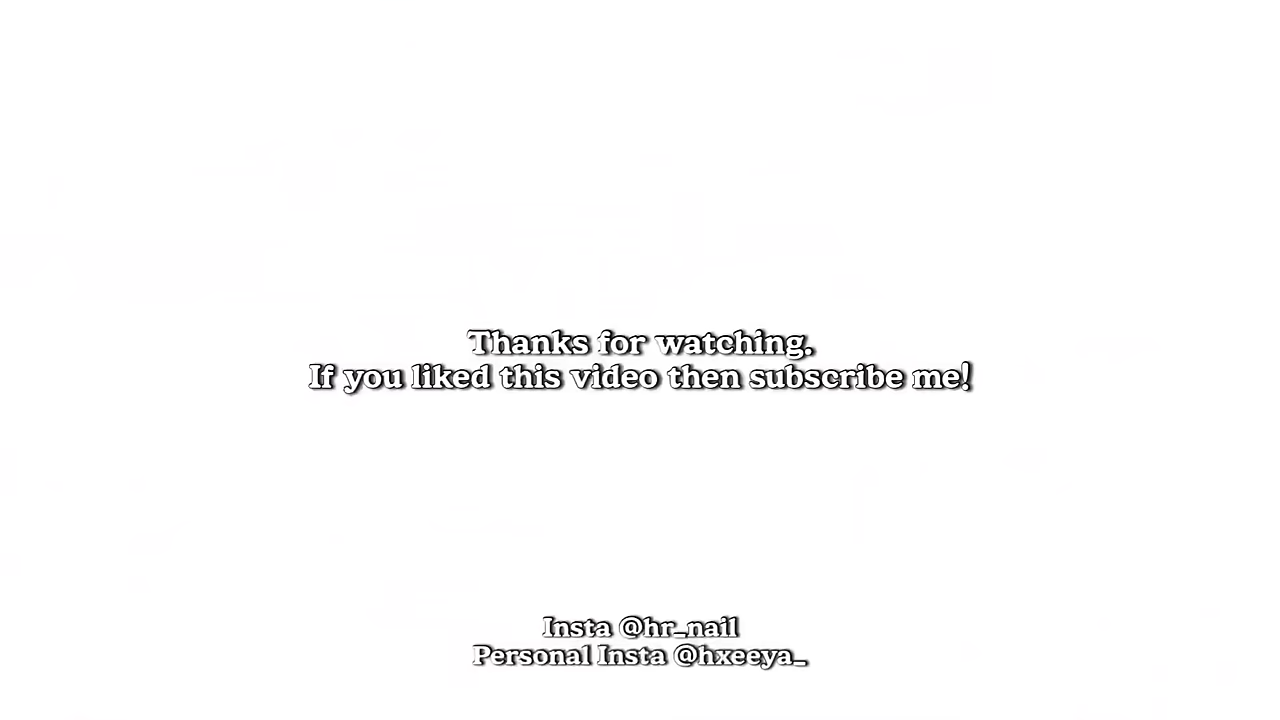 Thanks for watching.
If you liked this video then subscribe me!
Insta @hr_nail
Personal Insta @hxeeya_